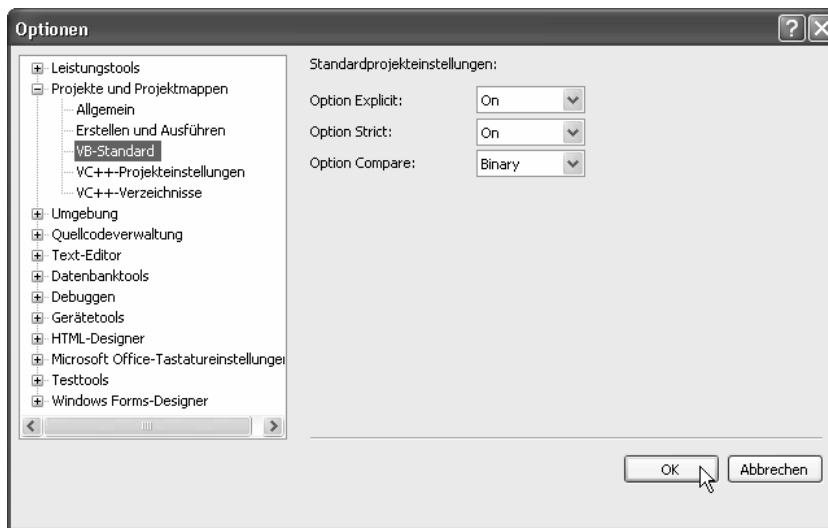 Optionen
Leistungstools
Projekte und Projektmappen
Allgemein
Erstellen und Ausführen
VB-Standard
VC++-Projekteinstellungen
VC++-Verzeichnisse
Umgebung
Quellcodeverwaltung
Text-Editor
Datenbanktools
Debuggen
Gerätetools
HTML-Designer
Microsoft Office-Tastatureinstellungen
Testtools
Windows Forms-Designer
Standardprojekteinstellungen:
Option Explicit: On
Option Strict: On
Option Compare: Binary
OK Abbrechen